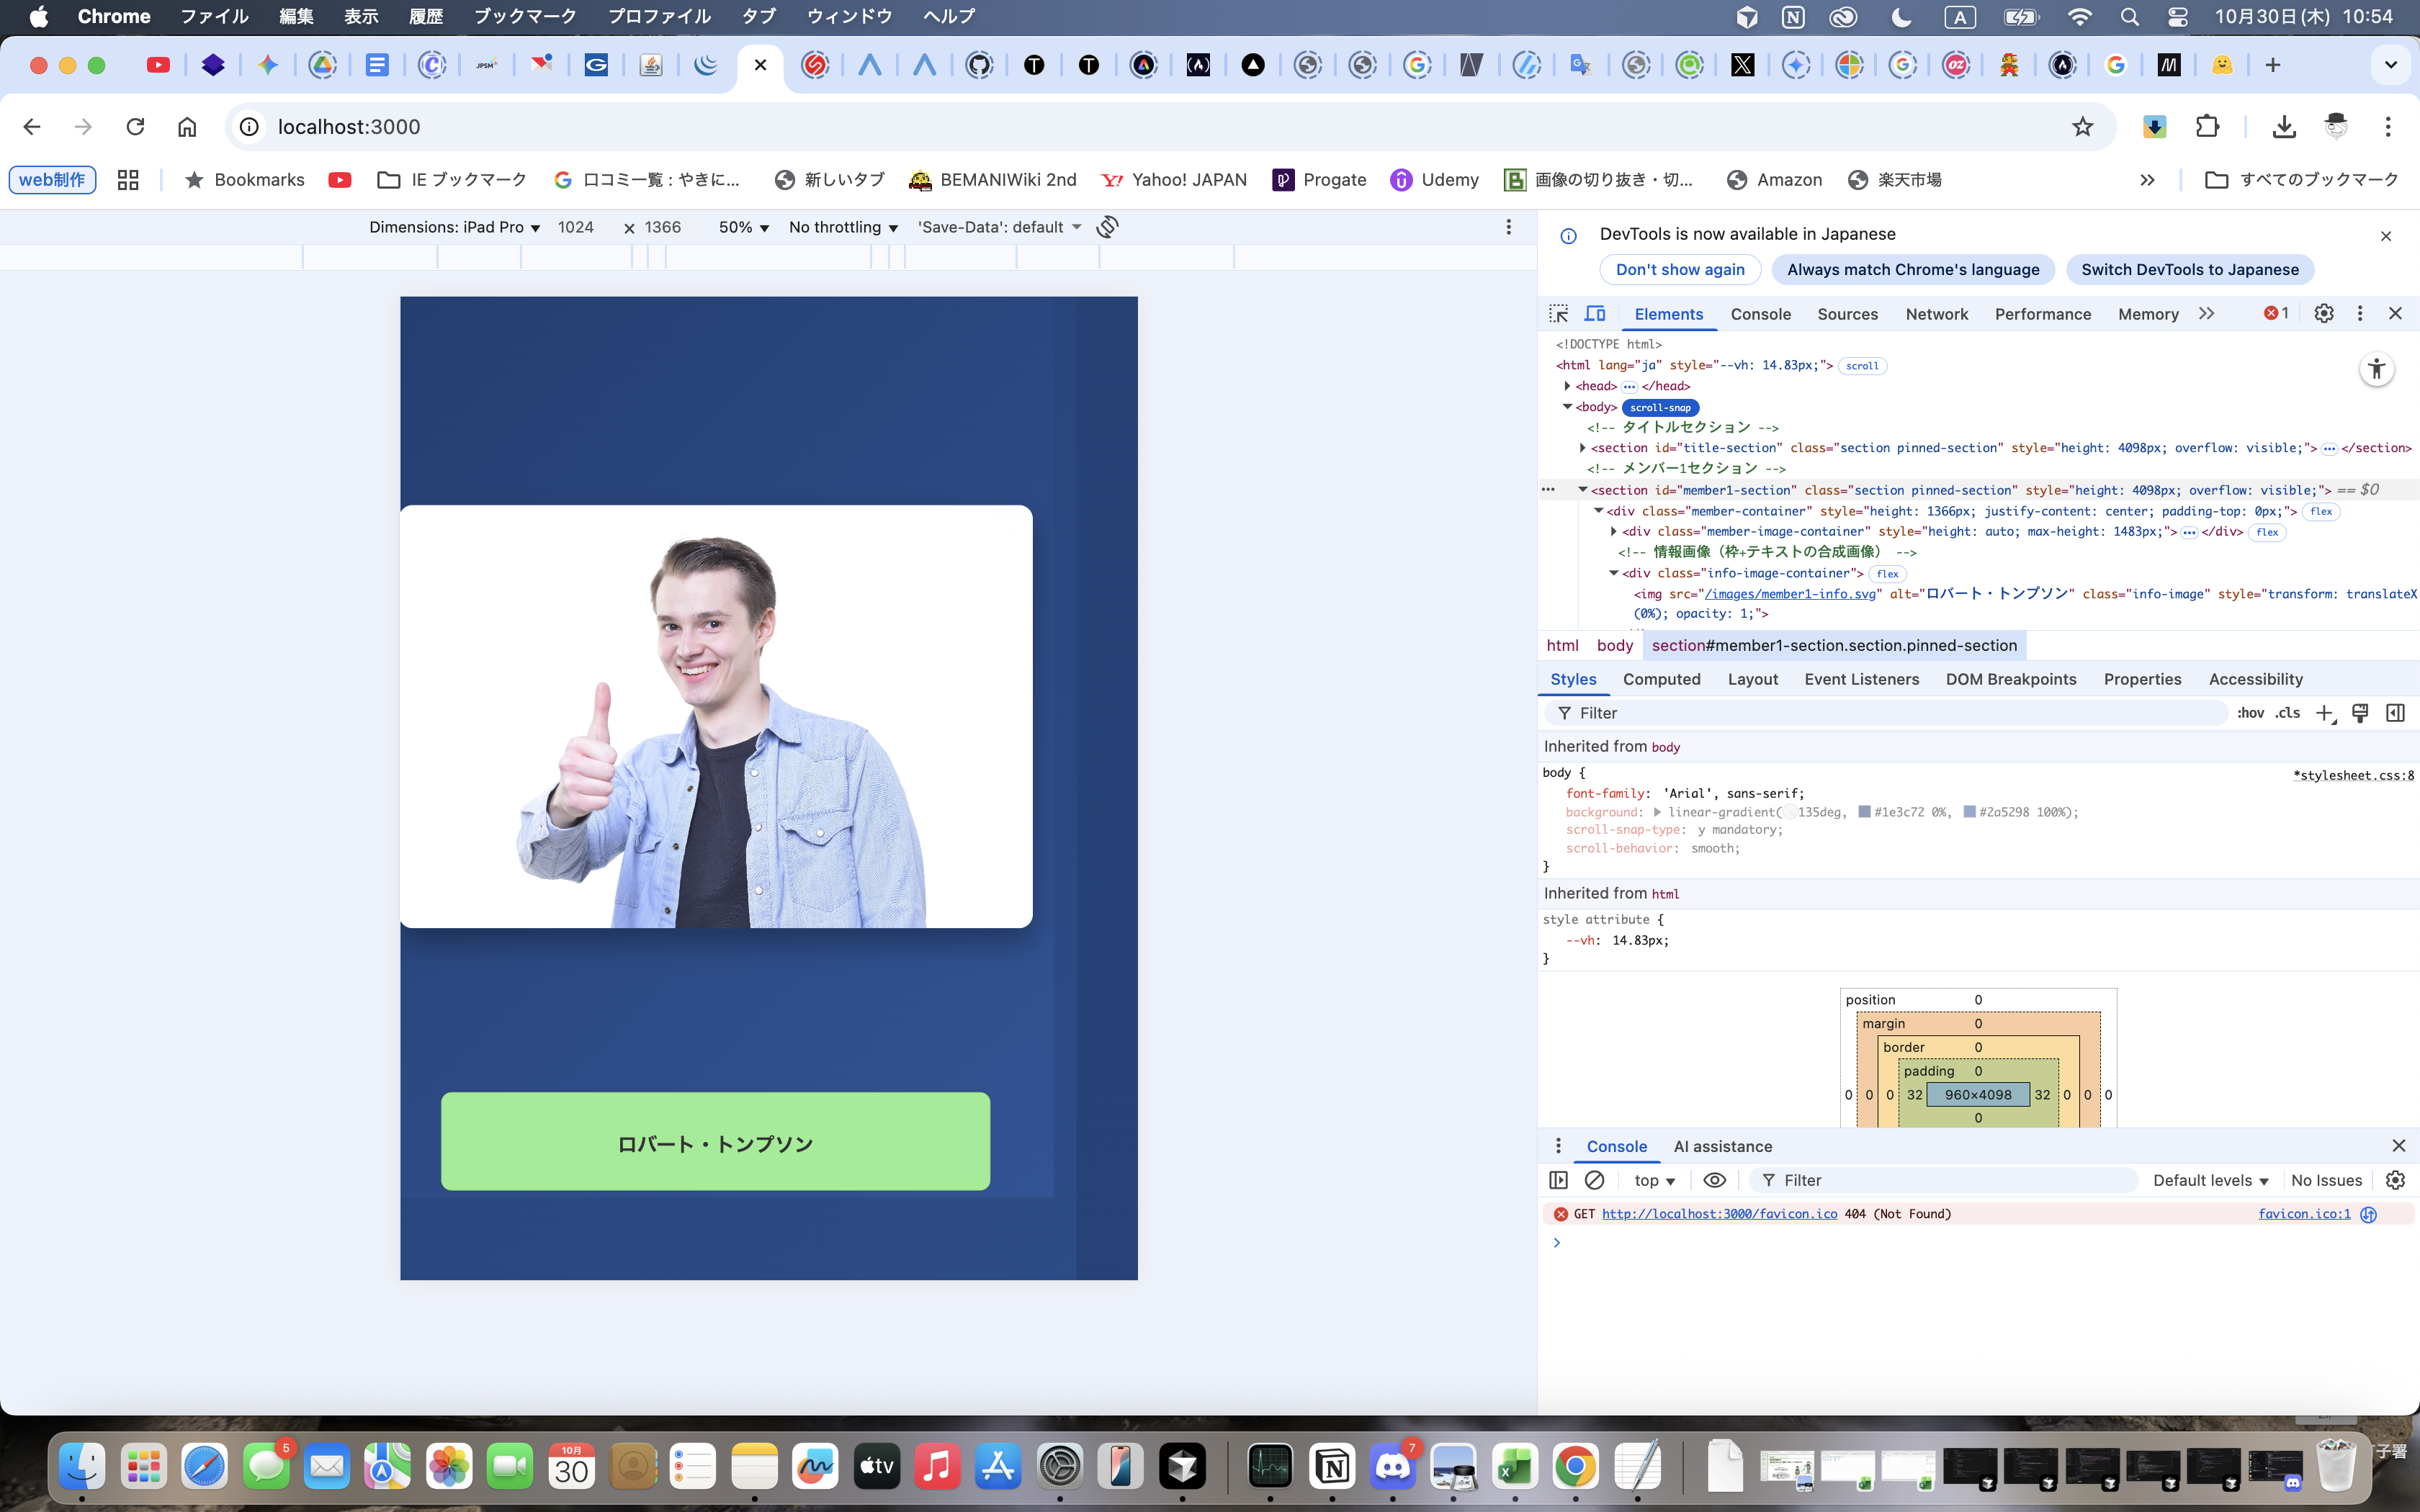 Chrome ファイル 編集 表示 履歴 ブックマーク プロファイル タブ ウィンドウ ヘルプ
A 10月30日(木) 10:54
localhost:3000
web制作 Bookmarks IE ブックマーク 口コミ一覧 : やきに... 新しいタブ BEMANIWiki 2nd Yahoo! JAPAN Progate Udemy 画像の切り抜き・切... Amazon 楽天市場 すべてのブックマーク
Dimensions: iPad Pro ▼ 1024 × 1366 50% ▼ No throttling ▼ 'Save-Data': default
DevTools is now available in Japanese
Don't show again Always match Chrome's language Switch DevTools to Japanese
Elements Console Sources Network Performance Memory 1
<!DOCTYPE html>
<html lang="ja" style="--vh: 14.83px;"> scroll
<head> ··· </head>
<body> scroll-snap
<!-- タイトルセクション -->
<section id="title-section" class="section pinned-section" style="height: 4098px; overflow: visible;"> ··· </section>
<!-- メンバー1セクション -->
<section id="member1-section" class="section pinned-section" style="height: 4098px; overflow: visible;"> == $0
<div class="member-container" style="height: 1366px; justify-content: center; padding-top: 0px;"> flex
<div class="member-image-container" style="height: auto; max-height: 1483px;"> ··· </div> flex
<!-- 情報画像（枠+テキストの合成画像） -->
<div class="info-image-container"> flex
<img src="/images/member1-info.svg" alt="ロバート・トンプソン" class="info-image" style="transform: translateX
(0%); opacity: 1;">
html body section#member1-section.section.pinned-section
Styles Computed Layout Event Listeners DOM Breakpoints Properties Accessibility
Filter :hov .cls
Inherited from body
body { *stylesheet.css:8
font-family: 'Arial', sans-serif;
background: linear-gradient(135deg, #1e3c72 0%, #2a5298 100%);
scroll-snap-type: y mandatory;
scroll-behavior: smooth;
}
Inherited from html
style attribute {
--vh: 14.83px;
}
position 0
margin 0
border 0
padding 0
0 0 0 32 960×4098 32 0 0 0
0
Console AI assistance
top ▼ Filter Default levels ▼ No Issues
GET http://localhost:3000/favicon.ico 404 (Not Found) favicon.ico:1
ロバート・トンプソン
5
10月
30
tv
7
子署